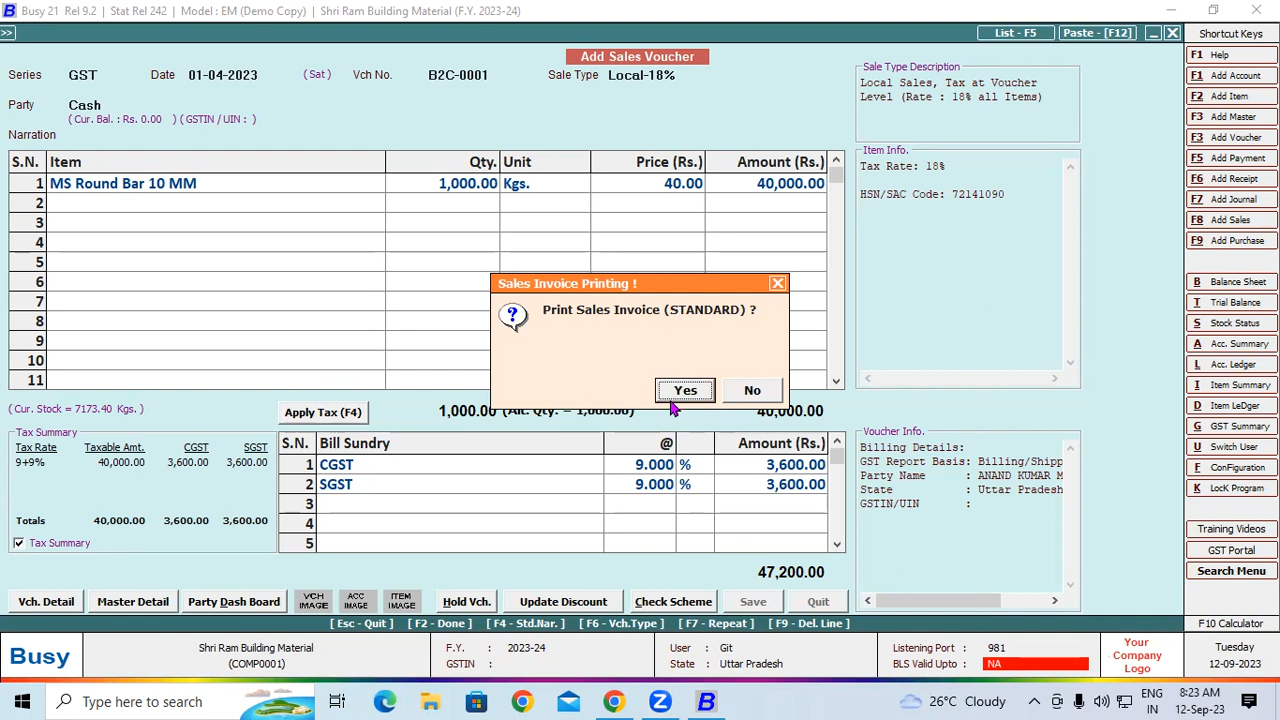 Busy 21 Rel 9.2 | Stat Rel 242 | Model : EM (Demo Copy) | Shri Ram Building Material (F.Y. 2023-24)
>> List - F5 Paste - [F12] Shortcut Keys
Add Sales Voucher
Series GST Date 01-04-2023 (Sat) Vch No. B2C-0001 Sale Type Local-18%
Party Cash
(Cur. Bal. : Rs. 0.00 ) (GSTIN / UIN : )
Narration
Sale Type Description
Local Sales, Tax at Voucher
Level (Rate : 18% all Items)
Item Info.
Tax Rate: 18%
HSN/SAC Code: 72141090
S.N. Item Qty. Unit Price (Rs.) Amount (Rs.)
1 MS Round Bar 10 MM 1,000.00 Kgs. 40.00 40,000.00
2
3
4
5
6
7
8
9
10
11
Sales Invoice Printing !
? Print Sales Invoice (STANDARD) ?
Yes No
(Cur. Stock = 7173.40 Kgs. ) Apply Tax (F4) 1,000.00 (Alt. Qty. = 1,000.00) 40,000.00
Tax Summary
Tax Rate Taxable Amt. CGST SGST
9+9% 40,000.00 3,600.00 3,600.00
Totals 40,000.00 3,600.00 3,600.00
Tax Summary
S.N. Bill Sundry @ Amount (Rs.)
1 CGST 9.000 % 3,600.00
2 SGST 9.000 % 3,600.00
3
4
5
47,200.00
Voucher Info.
Billing Details:
GST Report Basis: Billing/Shipp
Party Name : ANAND KUMAR M
State : Uttar Pradesh
GSTIN/UIN :
Vch. Detail Master Detail Party Dash Board VCH IMAGE ACC IMAGE ITEM IMAGE Hold Vch. Update Discount Check Scheme Save Quit
[ Esc - Quit ] [ F2 - Done ] [ F4 - Std.Nar. ] [ F6 - Vch.Type ] [ F7 - Repeat ] [ F9 - Del. Line ]
F1 Help
F1 Add Account
F2 Add Item
F3 Add Master
F3 Add Voucher
F5 Add Payment
F6 Add Receipt
F7 Add Journal
F8 Add Sales
F9 Add Purchase
B Balance Sheet
T Trial Balance
S Stock Status
A Acc. Summary
L Acc. Ledger
I Item Summary
D Item LeDger
G GST Summary
U Switch User
F ConFiguration
K LocK Program
Training Videos
GST Portal
Search Menu
F10 Calculator
Busy
Shri Ram Building Material
(COMP0001)
F.Y. : 2023-24
GSTIN :
User : Git
State : Uttar Pradesh
Listening Port : 981
BLS Valid Upto : NA
Your
Company
Logo
Tuesday
12-09-2023
Type here to search
26°C Cloudy
ENG
IN
8:23 AM
12-Sep-23